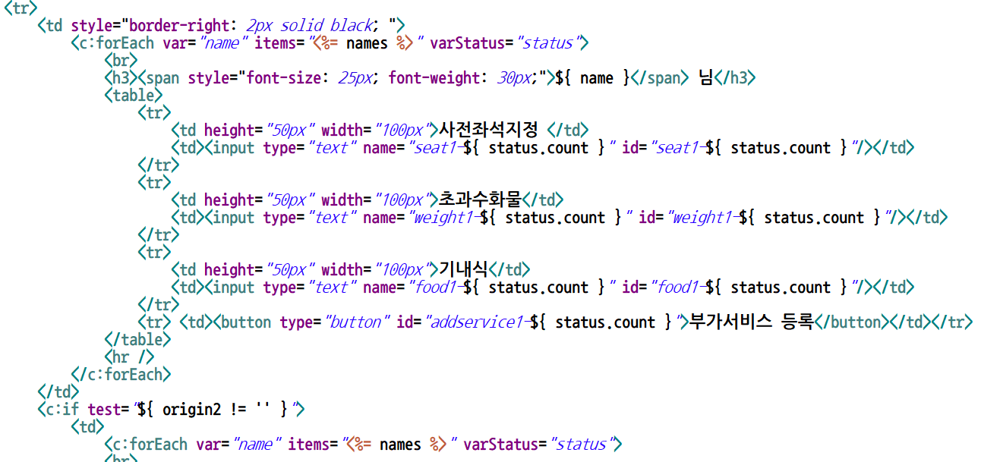 <tr>
<td style="border-right: 2px solid black; ">
<c:forEach var="name" items="<%= names %>" varStatus="status">
<br>
<h3><span style="font-size: 25px; font-weight: 30px;">${ name }</span> 님</h3>
<table>
<tr>
<td height="50px" width="100px">사전좌석지정 </td>
<td><input type="text" name="seat1-${ status.count }" id="seat1-${ status.count }"/></td>
</tr>
<tr>
<td height="50px" width="100px">초과수화물</td>
<td><input type="text" name="weight1-${ status.count }" id="weight1-${ status.count }"/></td>
</tr>
<tr>
<td height="50px" width="100px">기내식</td>
<td><input type="text" name="food1-${ status.count }" id="food1-${ status.count }"/></td>
</tr>
<tr> <td><button type="button" id="addservice1-${ status.count }">부가서비스 등록</button></td></tr>
</table>
<hr />
</c:forEach>
</td>
<c:if test="${ origin2 != '' }">
<td>
<c:forEach var="name" items="<%= names %>" varStatus="status">
<br>